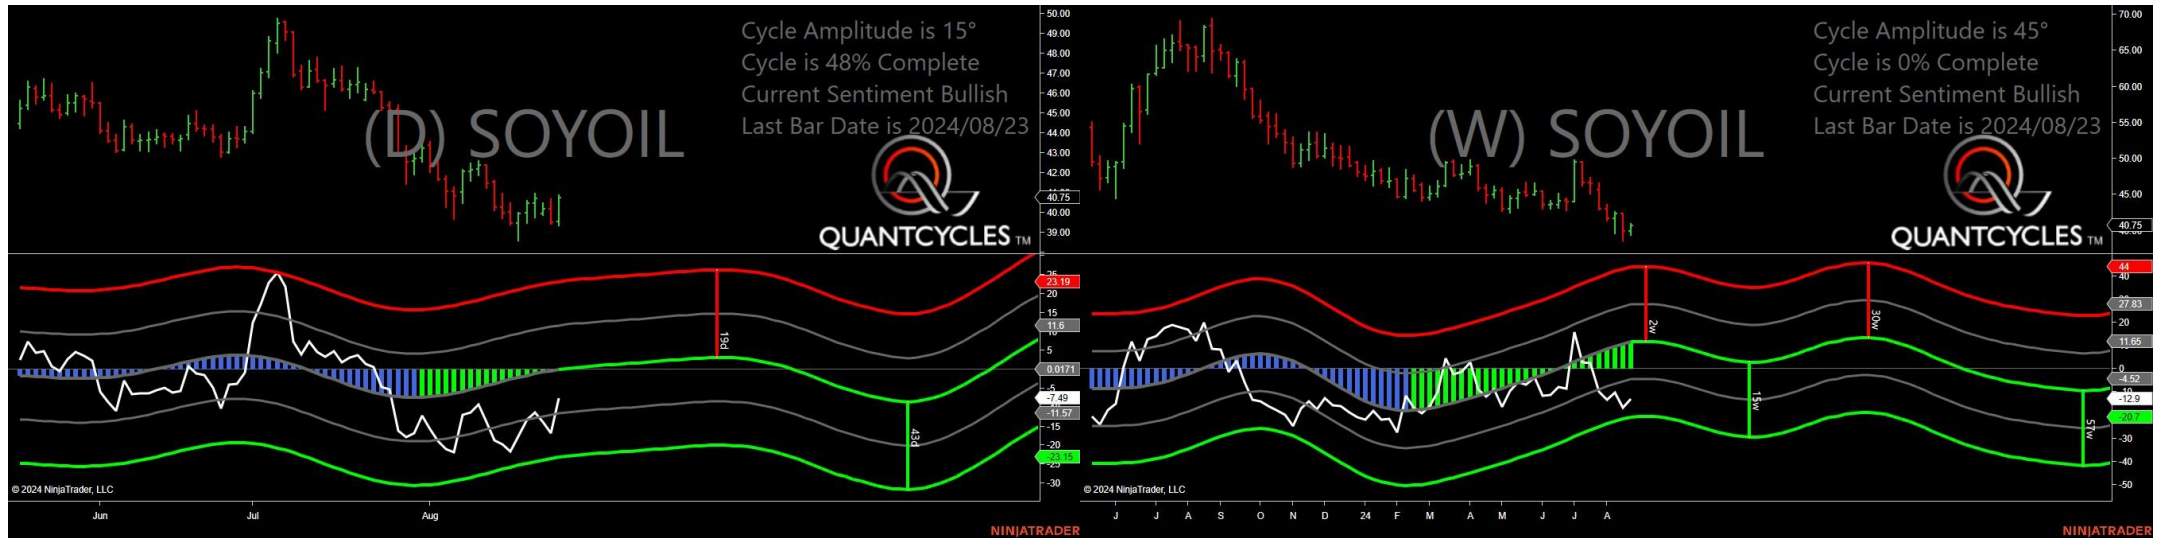 Cycle Amplitude is 15°
Cycle is 48% Complete
Current Sentiment Bullish
Last Bar Date is 2024/08/23
(D) SOYOIL
QUANTCYCLES TM
50.00
49.00
48.00
47.00
46.00
45.00
44.00
43.00
42.00
40.75
40.00
39.00
23.19
20
15
11.6
5
0.0171
-5
-7.49
-11.57
-15
-20
-23.15
-25
-30
19d
43d
© 2024 NinjaTrader, LLC
Jun Jul Aug
NINJATRADER
Cycle Amplitude is 45°
Cycle is 0% Complete
Current Sentiment Bullish
Last Bar Date is 2024/08/23
(W) SOYOIL
QUANTCYCLES TM
70.00
65.00
60.00
55.00
50.00
45.00
40.75
44
40
27.83
20
11.65
0
-4.52
-12.9
-20.7
-30
-40
-50
2w
15w
30w
57w
© 2024 NinjaTrader, LLC
J J A S O N D 24 F M A M J J A
NINJATRADER